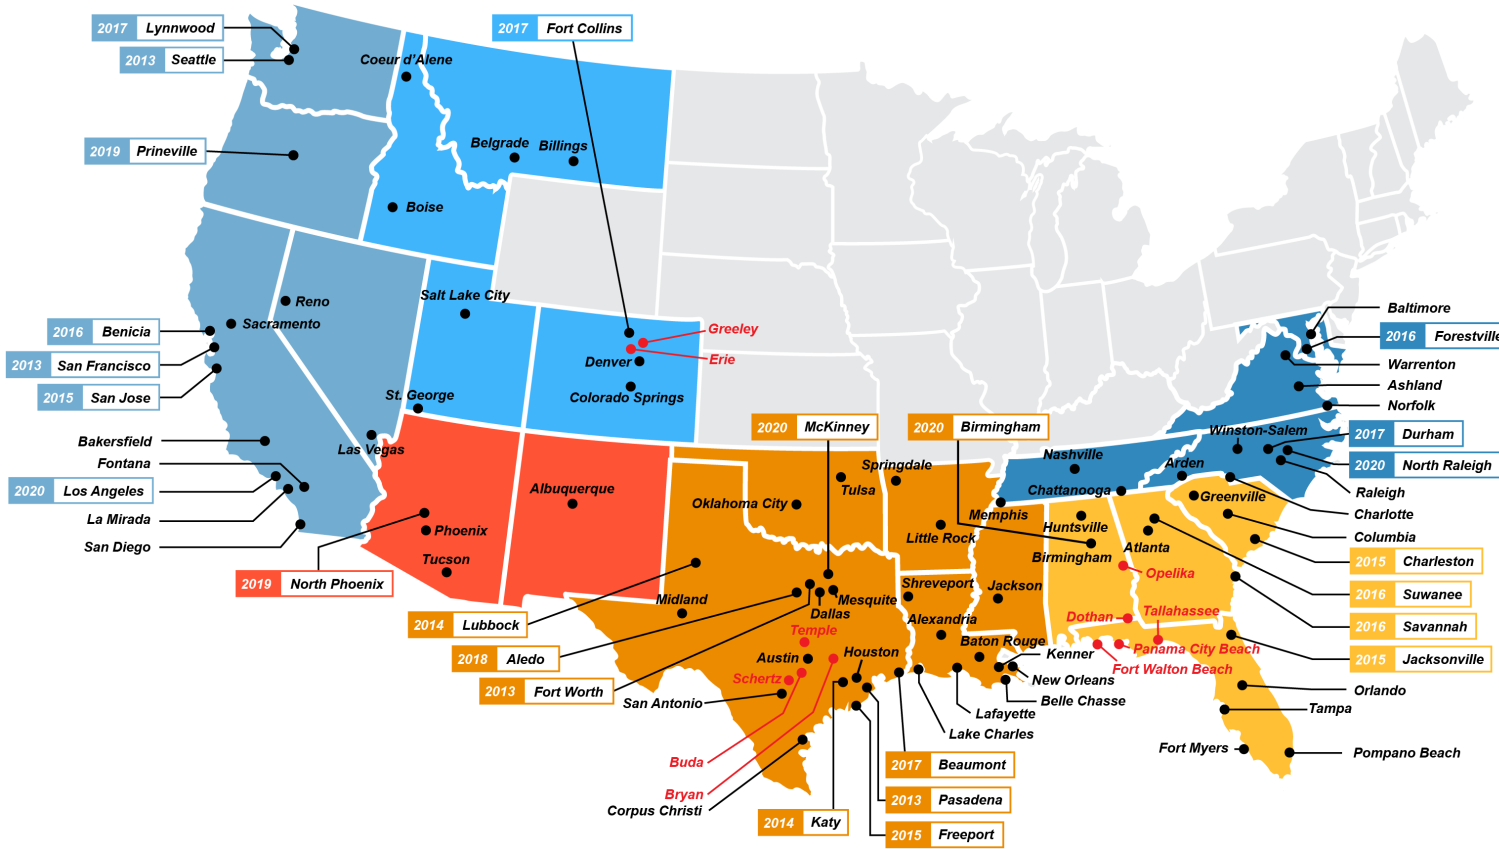 2017 Lynnwood
2013 Seattle
2017 Fort Collins
Coeur d'Alene
2019 Prineville
Belgrade
Billings
Boise
Salt Lake City
Reno
Sacramento
2016 Benicia
2013 San Francisco
2015 San Jose
Greeley
Erie
Denver
Colorado Springs
St. George
Bakersfield
Las Vegas
Fontana
2020 Los Angeles
La Mirada
San Diego
Phoenix
Tucson
2019 North Phoenix
Albuquerque
2020 McKinney
2020 Birmingham
Springdale
Tulsa
Oklahoma City
Little Rock
Memphis
Nashville
Chattanooga
Arden
Winston-Salem
Baltimore
2016 Forestville
Warrenton
Ashland
Norfolk
2017 Durham
2020 North Raleigh
Raleigh
Charlotte
Greenville
Columbia
2015 Charleston
2016 Suwanee
2016 Savannah
2015 Jacksonville
Huntsville
Birmingham
Atlanta
Opelika
Dothan
Tallahassee
Panama City Beach
Fort Walton Beach
Shreveport
Jackson
Alexandria
Baton Rouge
Kenner
New Orleans
Belle Chasse
Lafayette
Lake Charles
Midland
Mesquite
Dallas
2014 Lubbock
2018 Aledo
2013 Fort Worth
Temple
Austin
Houston
Schertz
San Antonio
Buda
Bryan
Corpus Christi
2014 Katy
2017 Beaumont
2013 Pasadena
2015 Freeport
Orlando
Tampa
Fort Myers
Pompano Beach